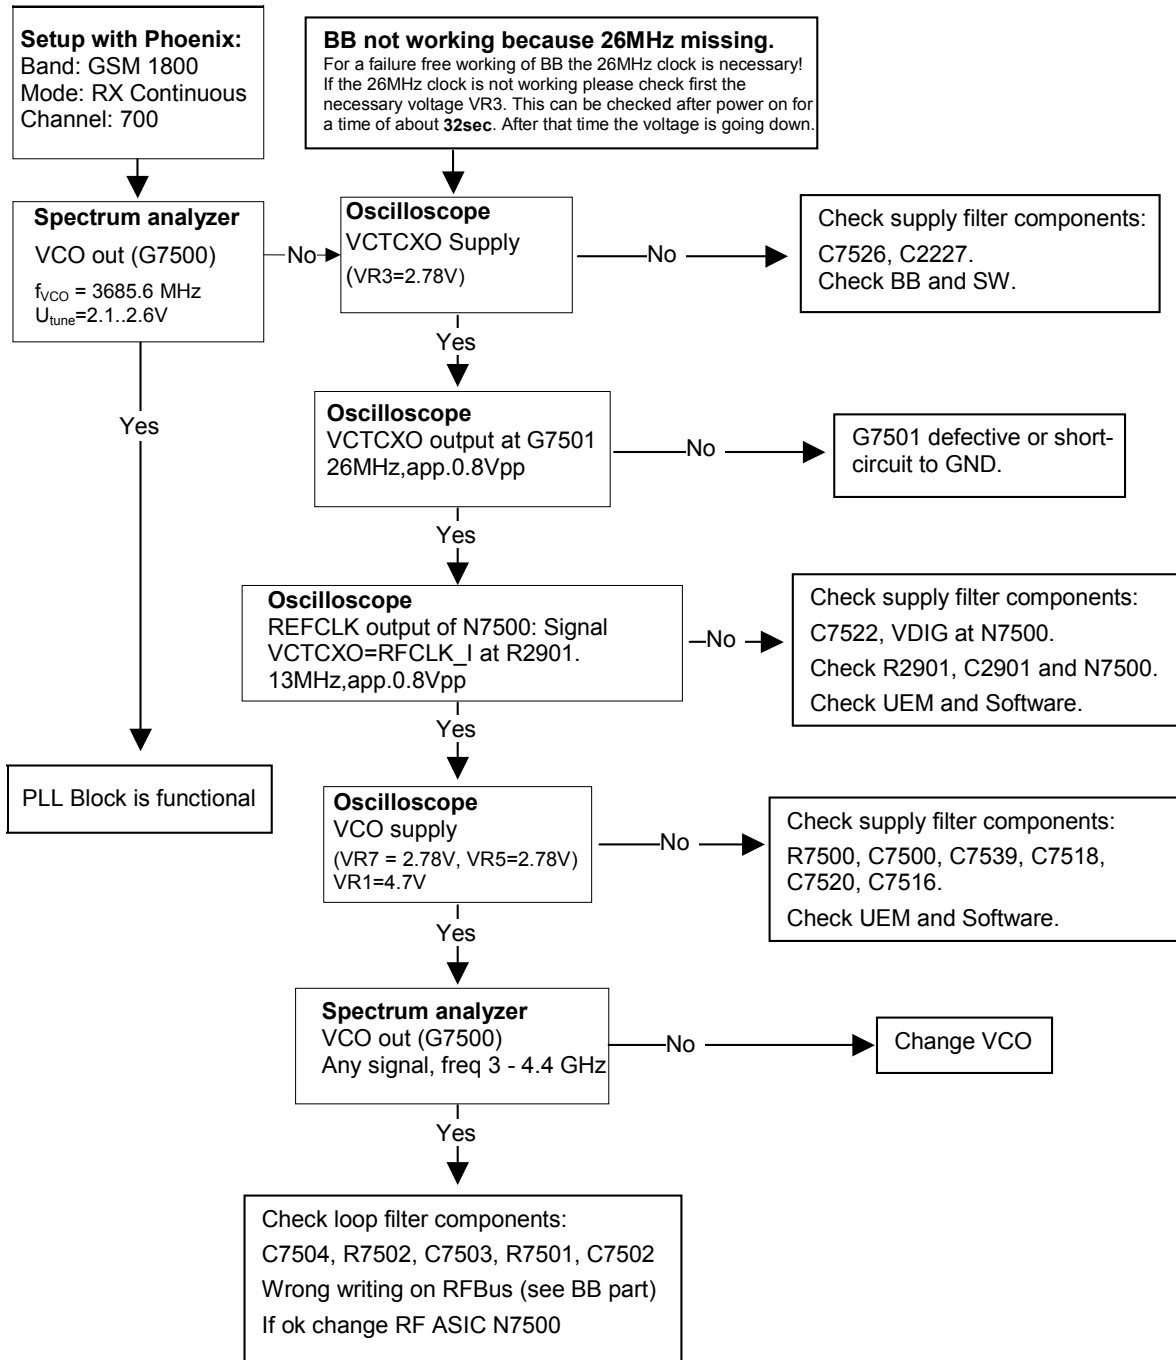 Setup with Phoenix:
Band: GSM 1800
Mode: RX Continuous
Channel: 700
BB not working because 26MHz missing.
For a failure free working of BB the 26MHz clock is necessary!
If the 26MHz clock is not working please check first the
necessary voltage VR3. This can be checked after power on for
a time of about 32sec. After that time the voltage is going down.
Spectrum analyzer
VCO out (G7500)
fVCO = 3685.6 MHz
Utune=2.1..2.6V
No
Oscilloscope
VCTCXO Supply
(VR3=2.78V)
No
Check supply filter components:
C7526, C2227.
Check BB and SW.
Yes
Yes
Oscilloscope
VCTCXO output at G7501
26MHz,app.0.8Vpp
No
G7501 defective or short-
circuit to GND.
Yes
Oscilloscope
REFCLK output of N7500: Signal
VCTCXO=RFCLK_I at R2901.
13MHz,app.0.8Vpp
No
Check supply filter components:
C7522, VDIG at N7500.
Check R2901, C2901 and N7500.
Check UEM and Software.
Yes
PLL Block is functional
Oscilloscope
VCO supply
(VR7 = 2.78V, VR5=2.78V)
VR1=4.7V
No
Check supply filter components:
R7500, C7500, C7539, C7518,
C7520, C7516.
Check UEM and Software.
Yes
Spectrum analyzer
VCO out (G7500)
Any signal, freq 3 - 4.4 GHz
No
Change VCO
Yes
Check loop filter components:
C7504, R7502, C7503, R7501, C7502
Wrong writing on RFBus (see BB part)
If ok change RF ASIC N7500